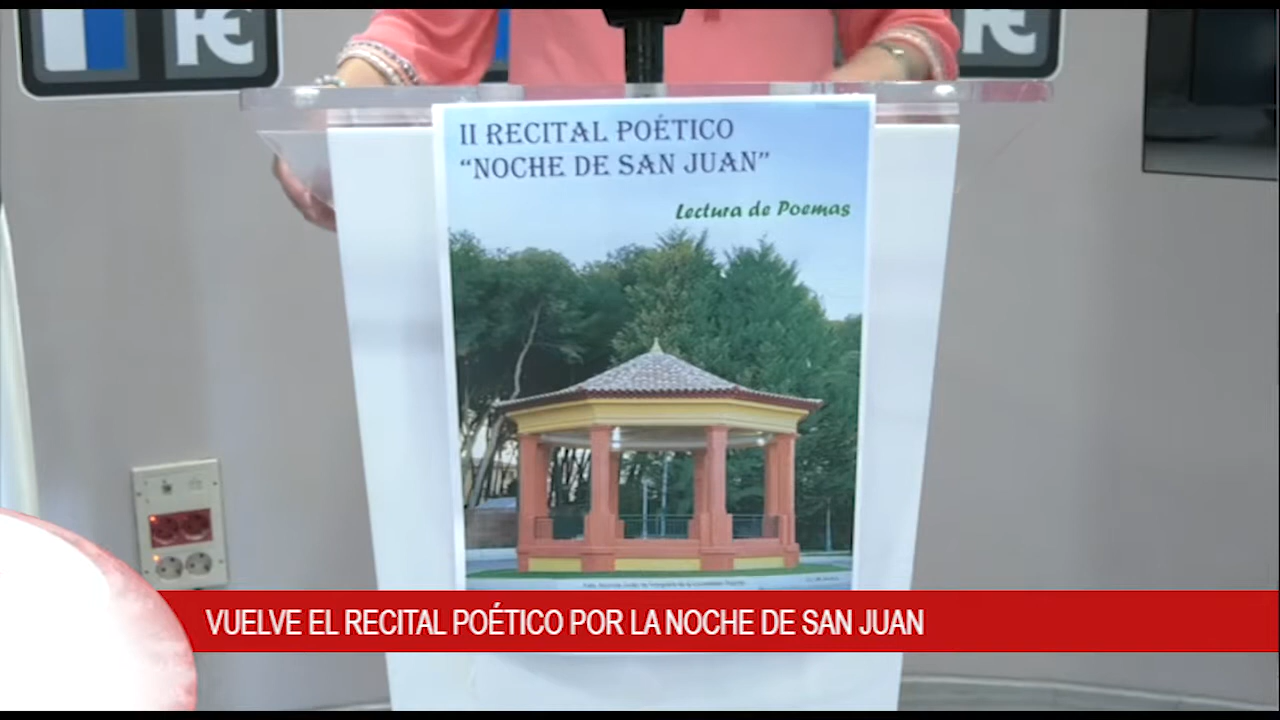 II RECITAL POÉTICO
“NOCHE DE SAN JUAN”
Lectura de Poemas
VUELVE EL RECITAL POÉTICO POR LA NOCHE DE SAN JUAN